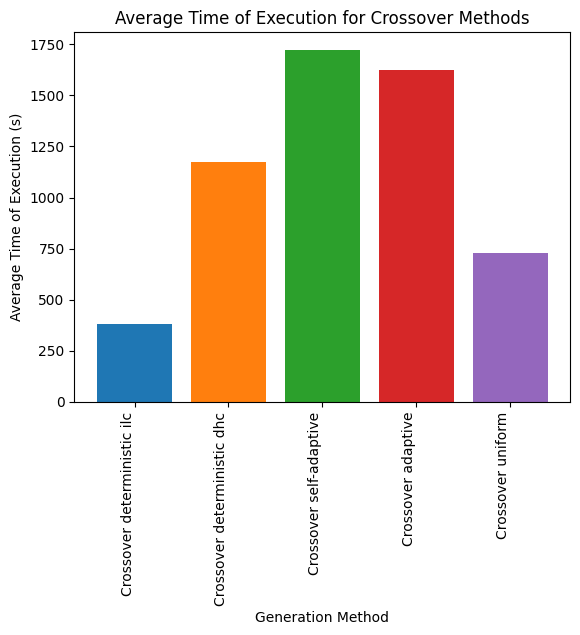 Average Time of Execution for Crossover Methods
Average Time of Execution (s)
1750
1500
1250
1000
750
500
250
0
Crossover deterministic ilc
Crossover deterministic dhc
Crossover self-adaptive
Crossover adaptive
Crossover uniform
Generation Method